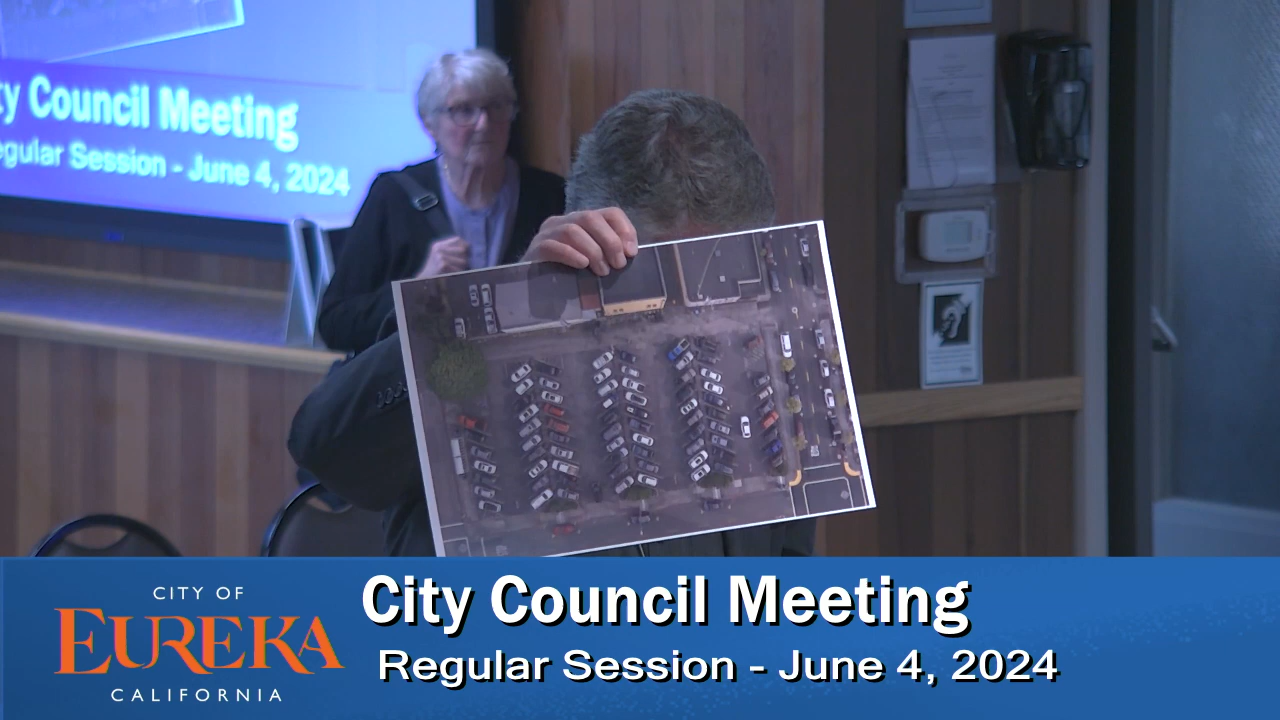 ty Council Meeting
egular Session - June 4, 2024
CITY OF
EUREKA
CALIFORNIA
City Council Meeting
Regular Session - June 4, 2024